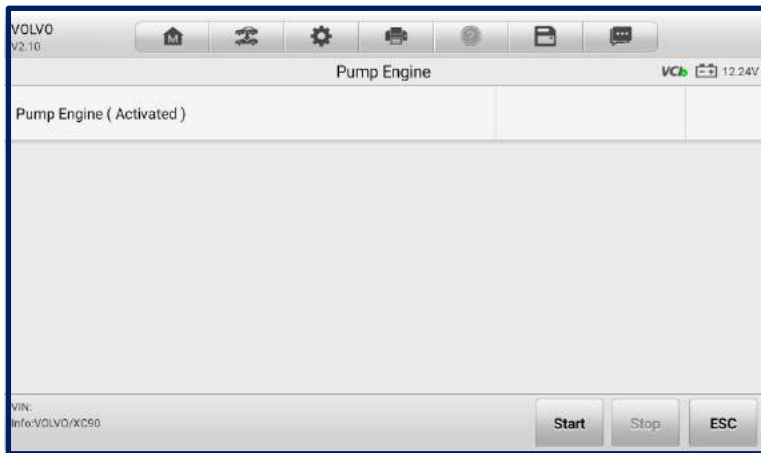 VOLVO
V2.10
M
Pump Engine
VCb 12.24V
Pump Engine ( Activated )
VIN:
Info:VOLVO/XC90
Start Stop ESC